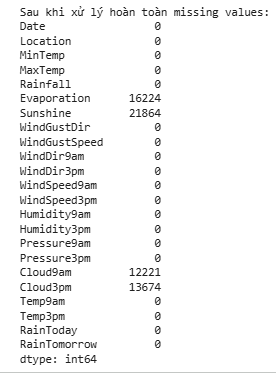 Sau khi xử lý hoàn toàn missing values:
Date 0
Location 0
MinTemp 0
MaxTemp 0
Rainfall 0
Evaporation 16224
Sunshine 21864
WindGustDir 0
WindGustSpeed 0
WindDir9am 0
WindDir3pm 0
WindSpeed9am 0
WindSpeed3pm 0
Humidity9am 0
Humidity3pm 0
Pressure9am 0
Pressure3pm 0
Cloud9am 12221
Cloud3pm 13674
Temp9am 0
Temp3pm 0
RainToday 0
RainTomorrow 0
dtype: int64